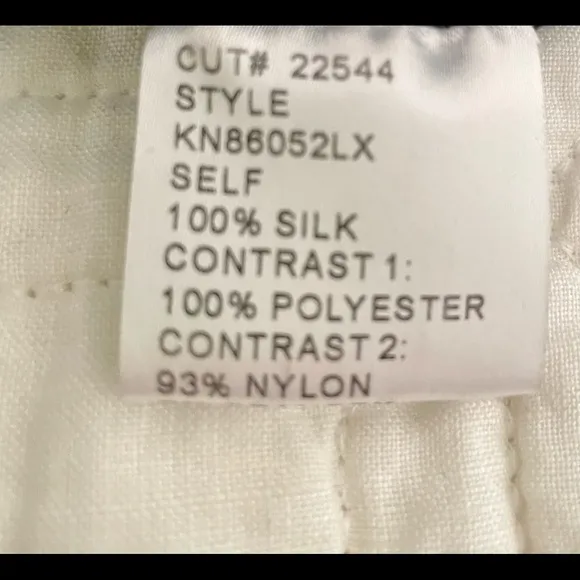 CUT# 22544
STYLE
KN86052LX
SELF
100% SILK
CONTRAST 1:
100% POLYESTER
CONTRAST 2:
93% NYLON